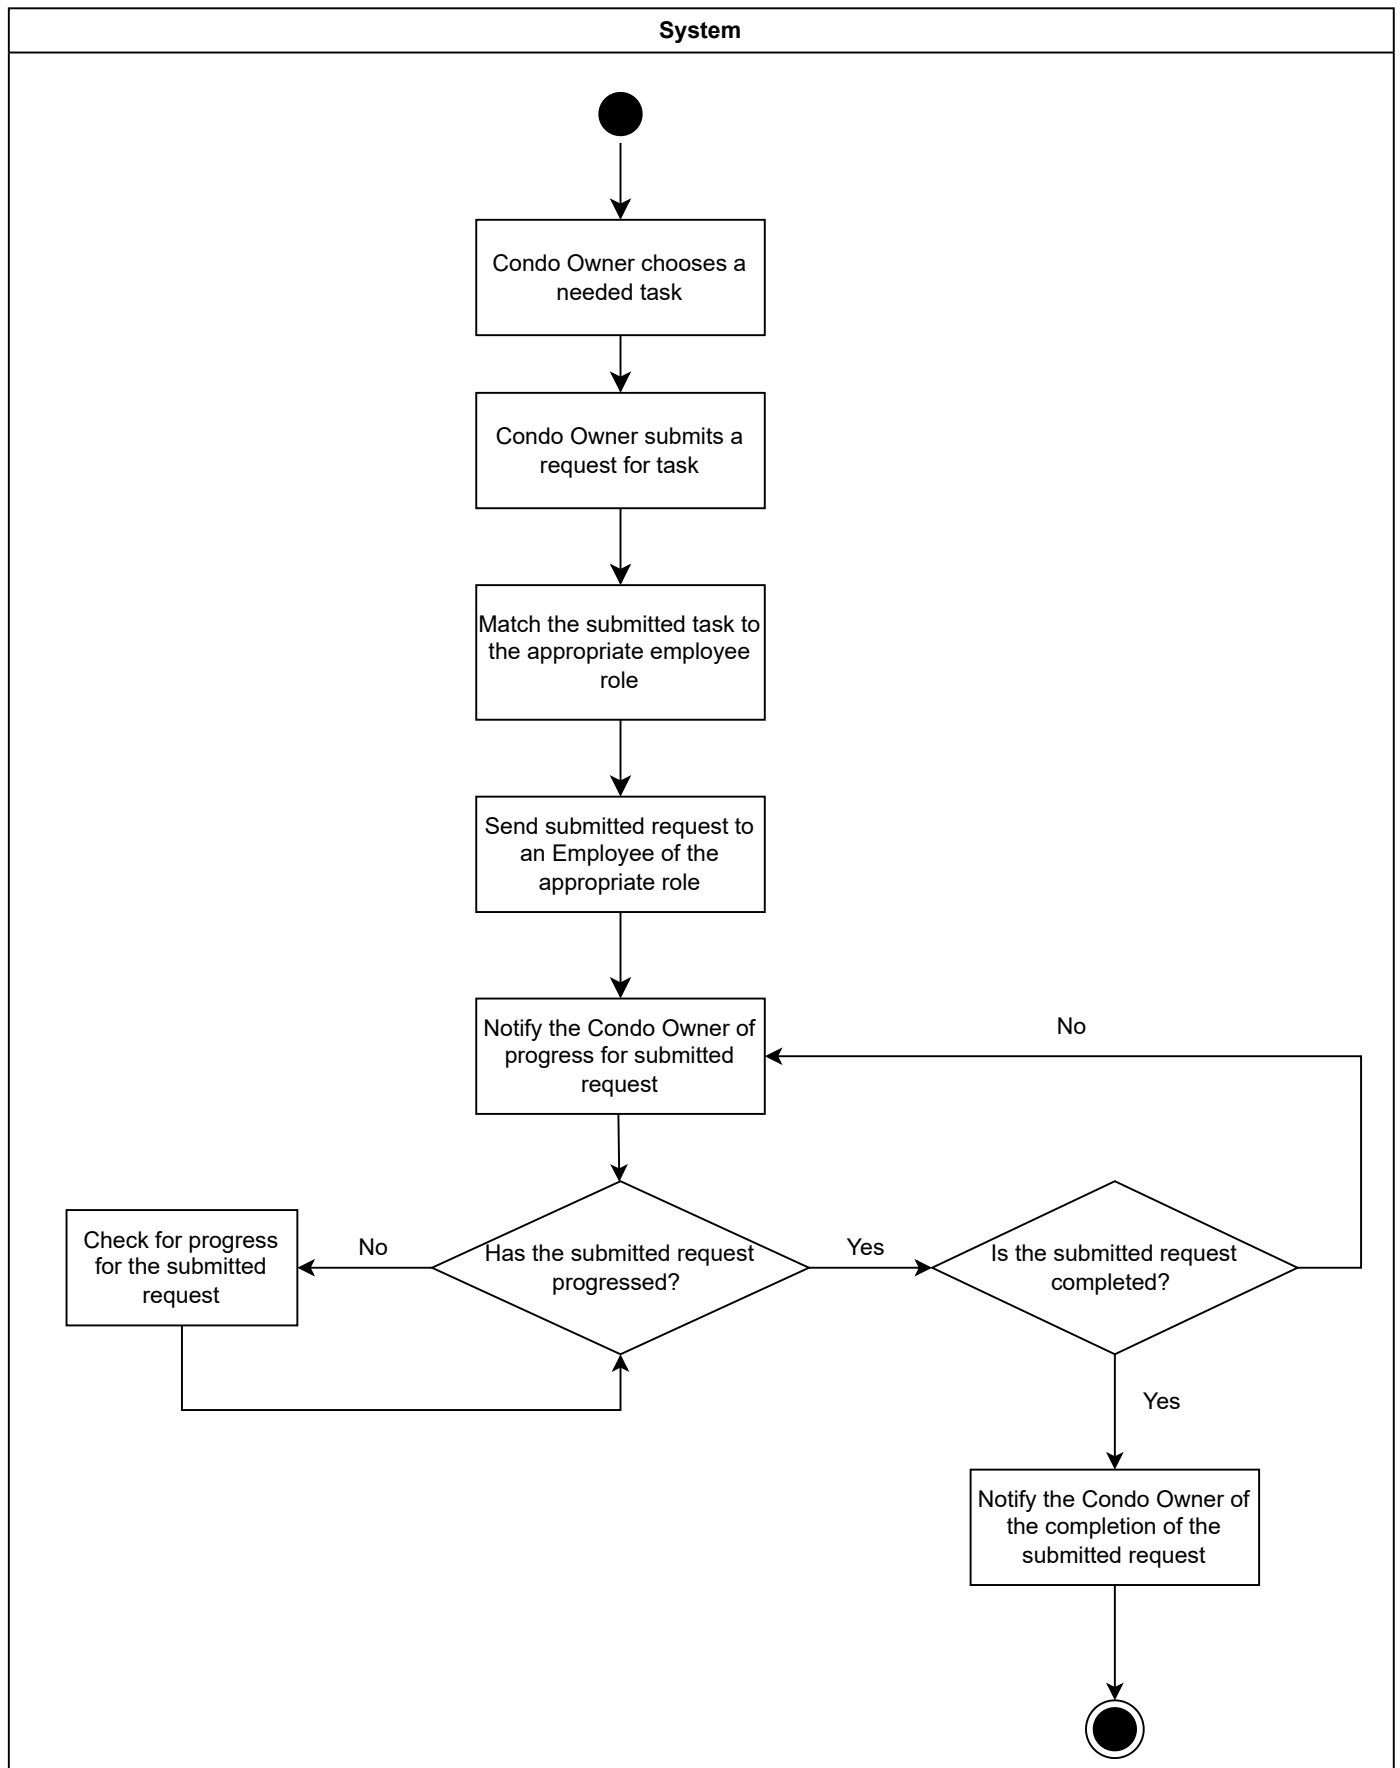 System
Condo Owner chooses a
needed task
Condo Owner submits a
request for task
Match the submitted task to
the appropriate employee
role
Send submitted request to
an Employee of the
appropriate role
Notify the Condo Owner of
progress for submitted
request
No
Check for progress
for the submitted
request
No
Has the submitted request
progressed?
Yes
Is the submitted request
completed?
Yes
Notify the Condo Owner of
the completion of the
submitted request